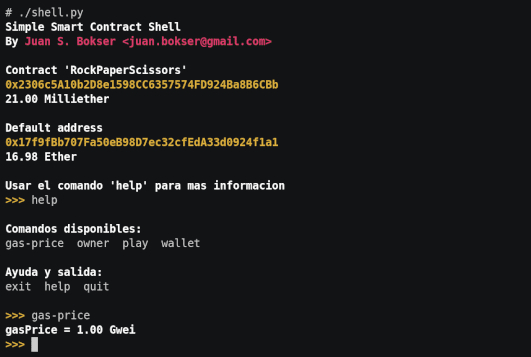 # ./shell.py
Simple Smart Contract Shell
By Juan S. Bokser <juan.bokser@gmail.com>
Contract 'RockPaperScissors'
0x2306c5A10b2D8e1598CC6357574FD924Ba8B6CBb
21.00 Milliether
Default address
0x17f9fBb707Fa50eB98D7ec32cfEdA33d0924f1a1
16.98 Ether
Usar el comando 'help' para mas informacion
>>> help
Comandos disponibles:
gas-price  owner  play  wallet
Ayuda y salida:
exit  help  quit
>>> gas-price
gasPrice = 1.00 Gwei
>>>